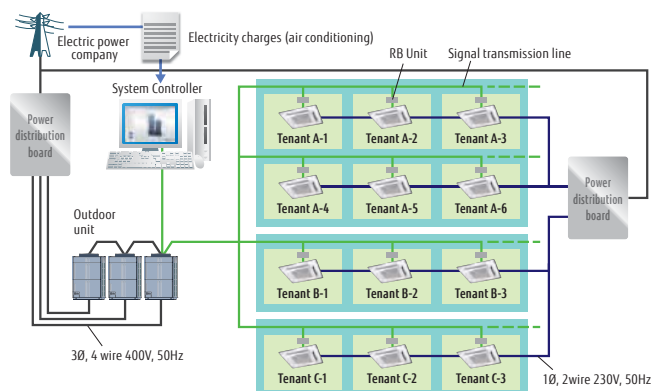 Electric power
company
Electricity charges (air conditioning)
RB Unit
Signal transmission line
System Controller
Power
distribution
board
Tenant A-1
Tenant A-2
Tenant A-3
Tenant A-4
Tenant A-5
Tenant A-6
Power
distribution
board
Outdoor
unit
Tenant B-1
Tenant B-2
Tenant B-3
3Ø, 4 wire 400V, 50Hz
Tenant C-1
Tenant C-2
Tenant C-3
1Ø, 2wire 230V, 50Hz